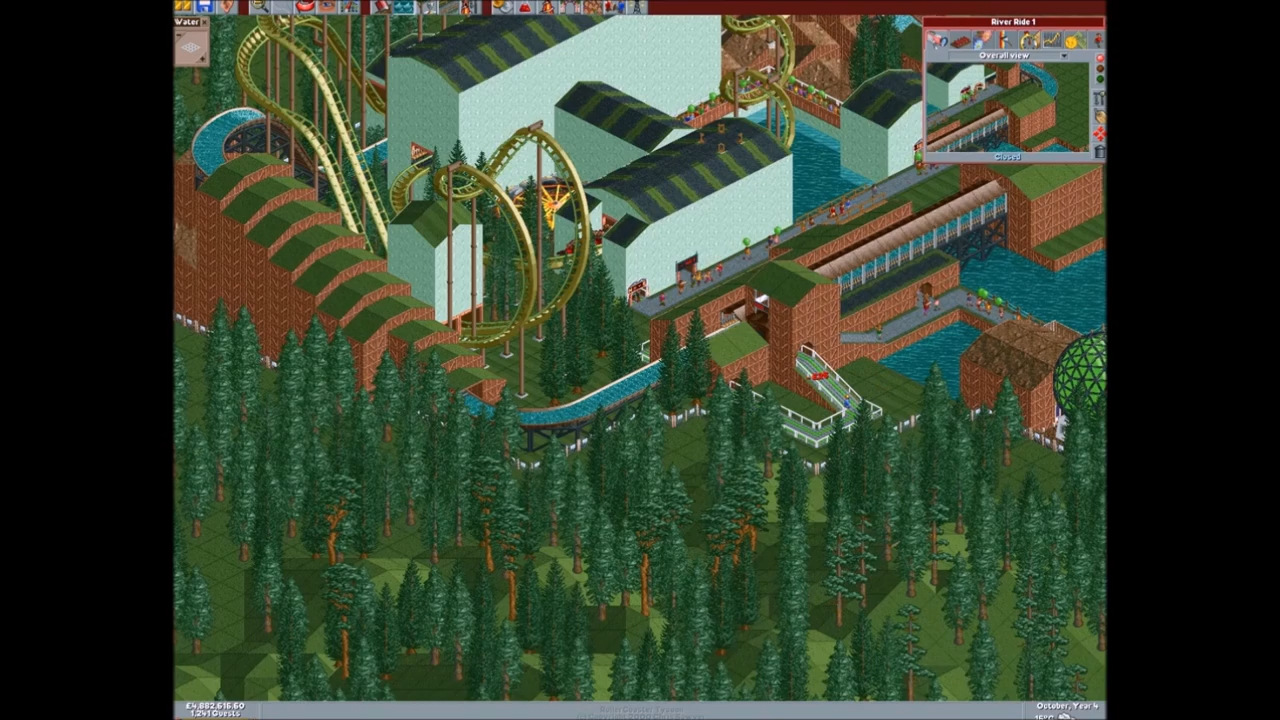 Water
River Ride 1
Overall view
Closed
£4,882,616.60
1,241 Guests
October, Year 4